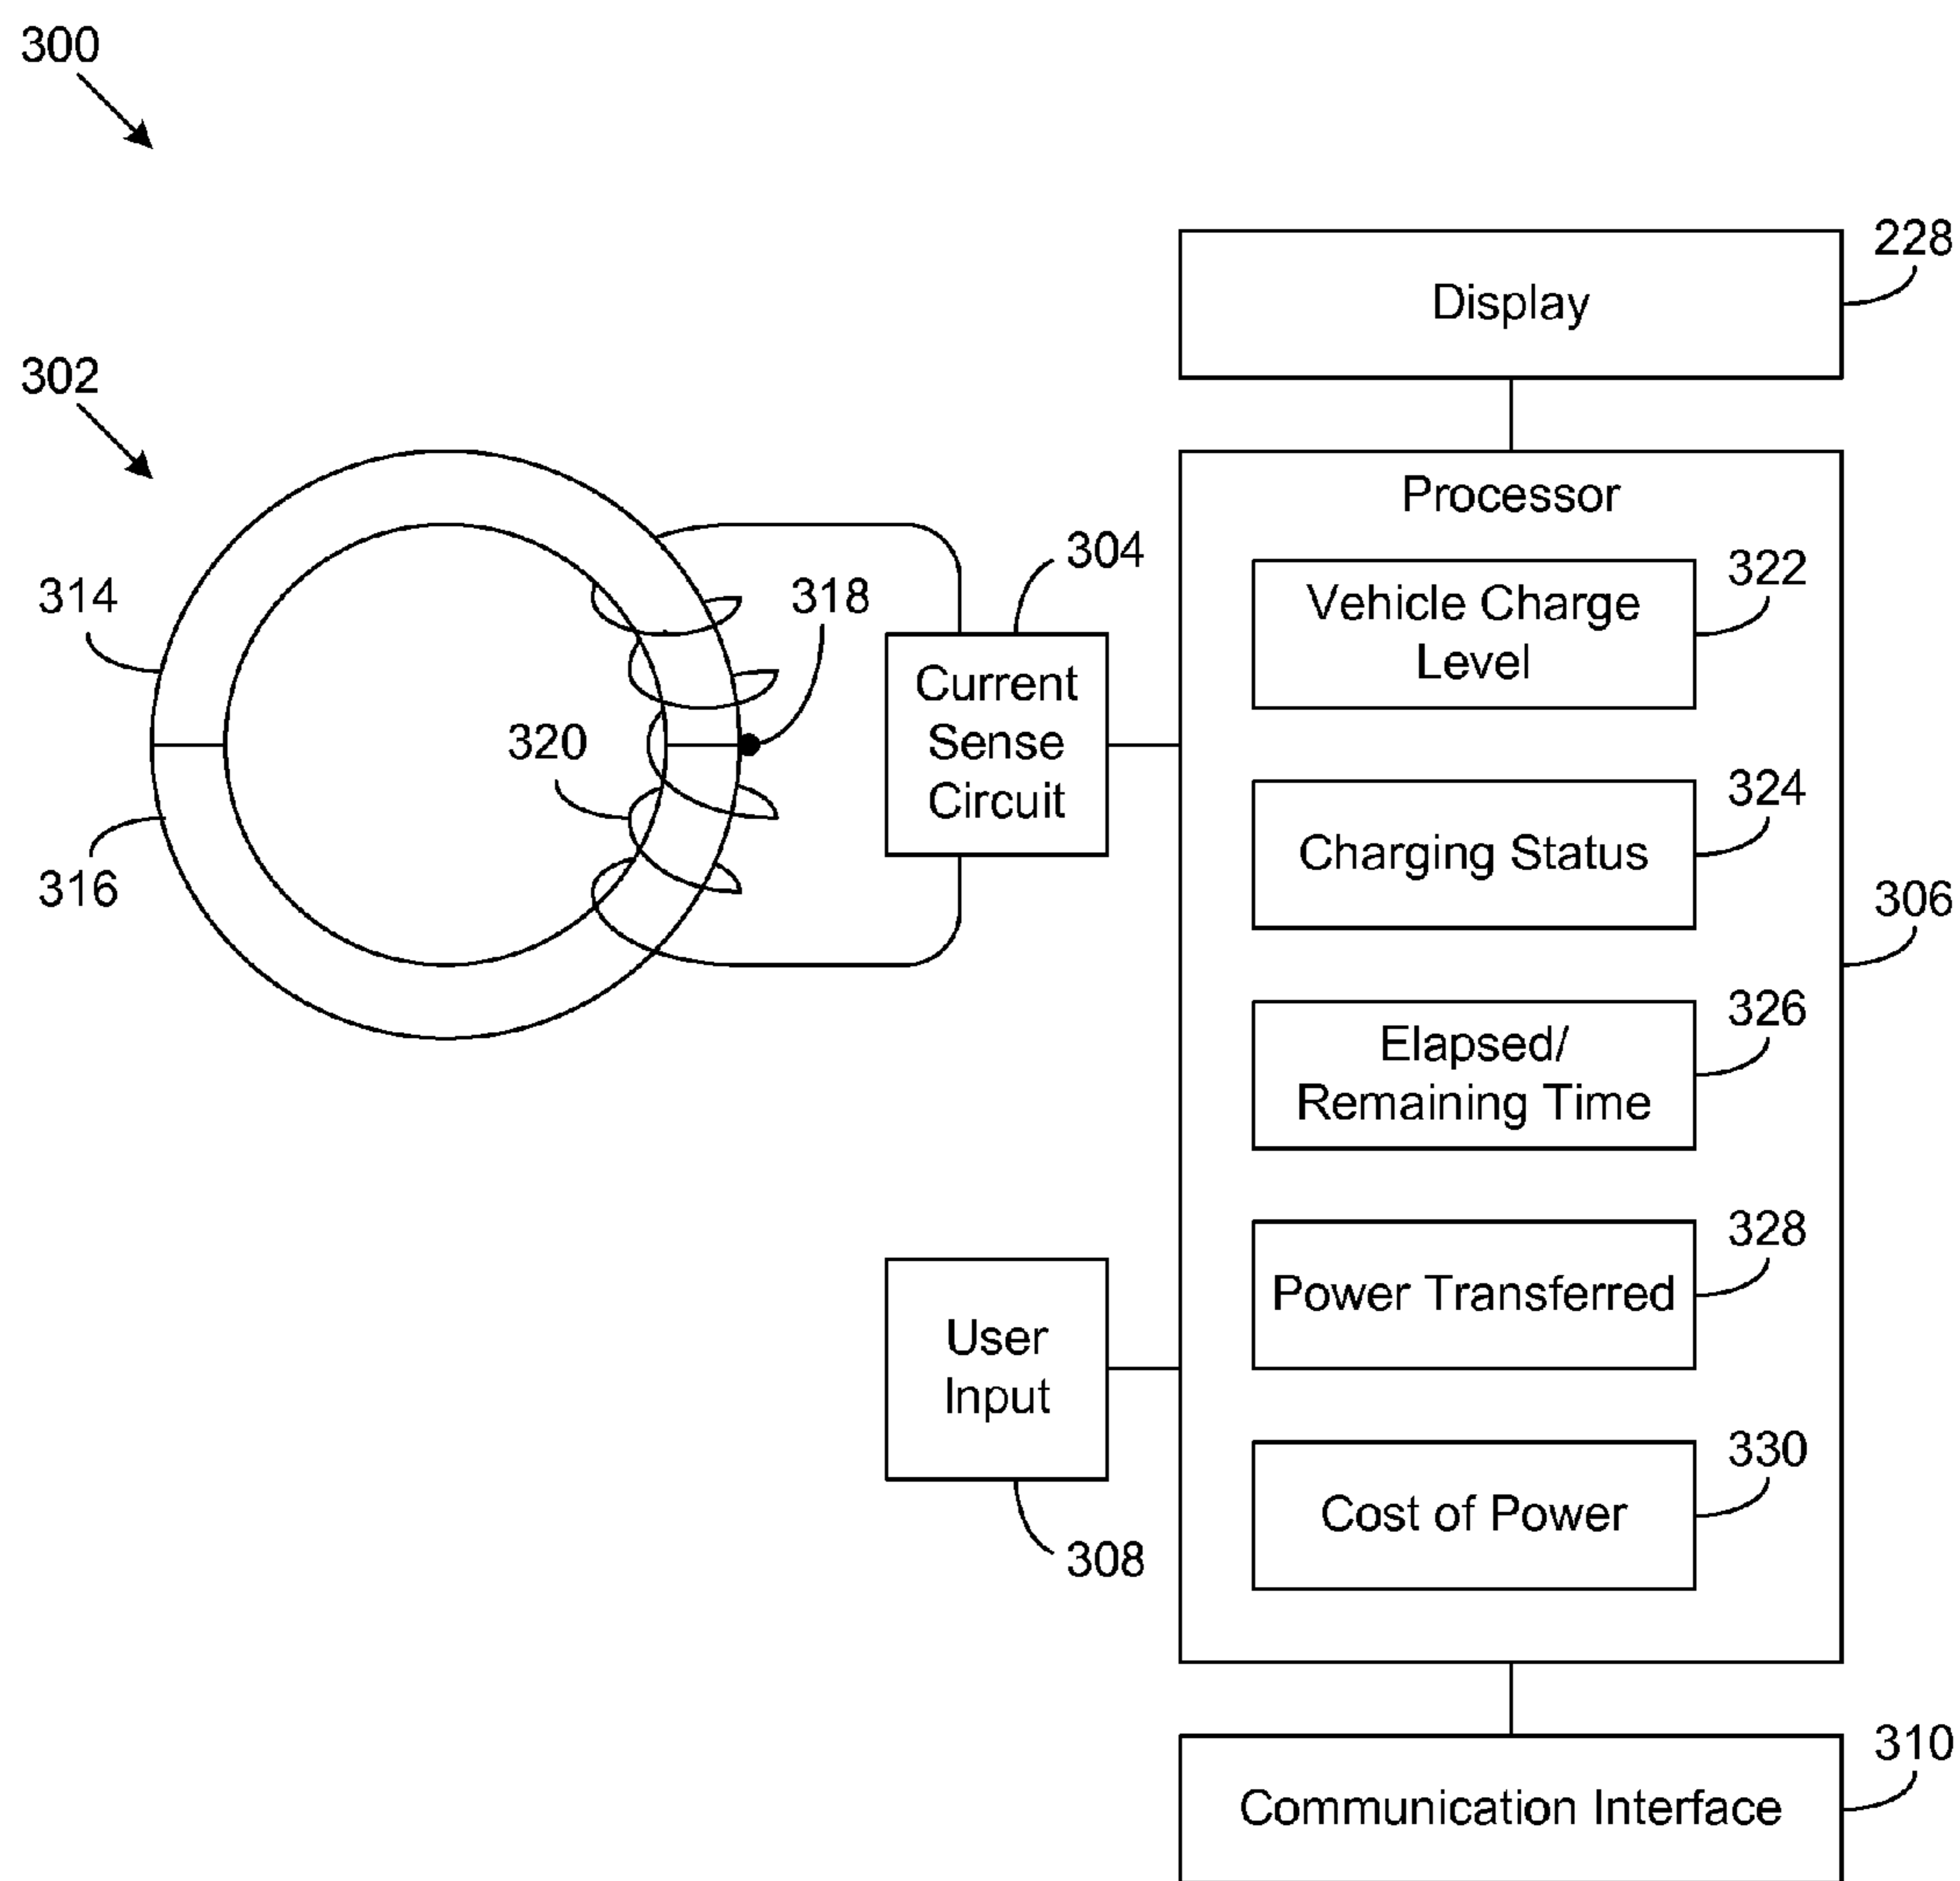 300
228
Display
302
Processor
304
322
314
318
Vehicle Charge
Level
Current
Sense
Circuit
320
324
Charging Status
316
306
326
Elapsed/
Remaining Time
328
Power Transferred
User
Input
330
Cost of Power
308
310
Communication Interface